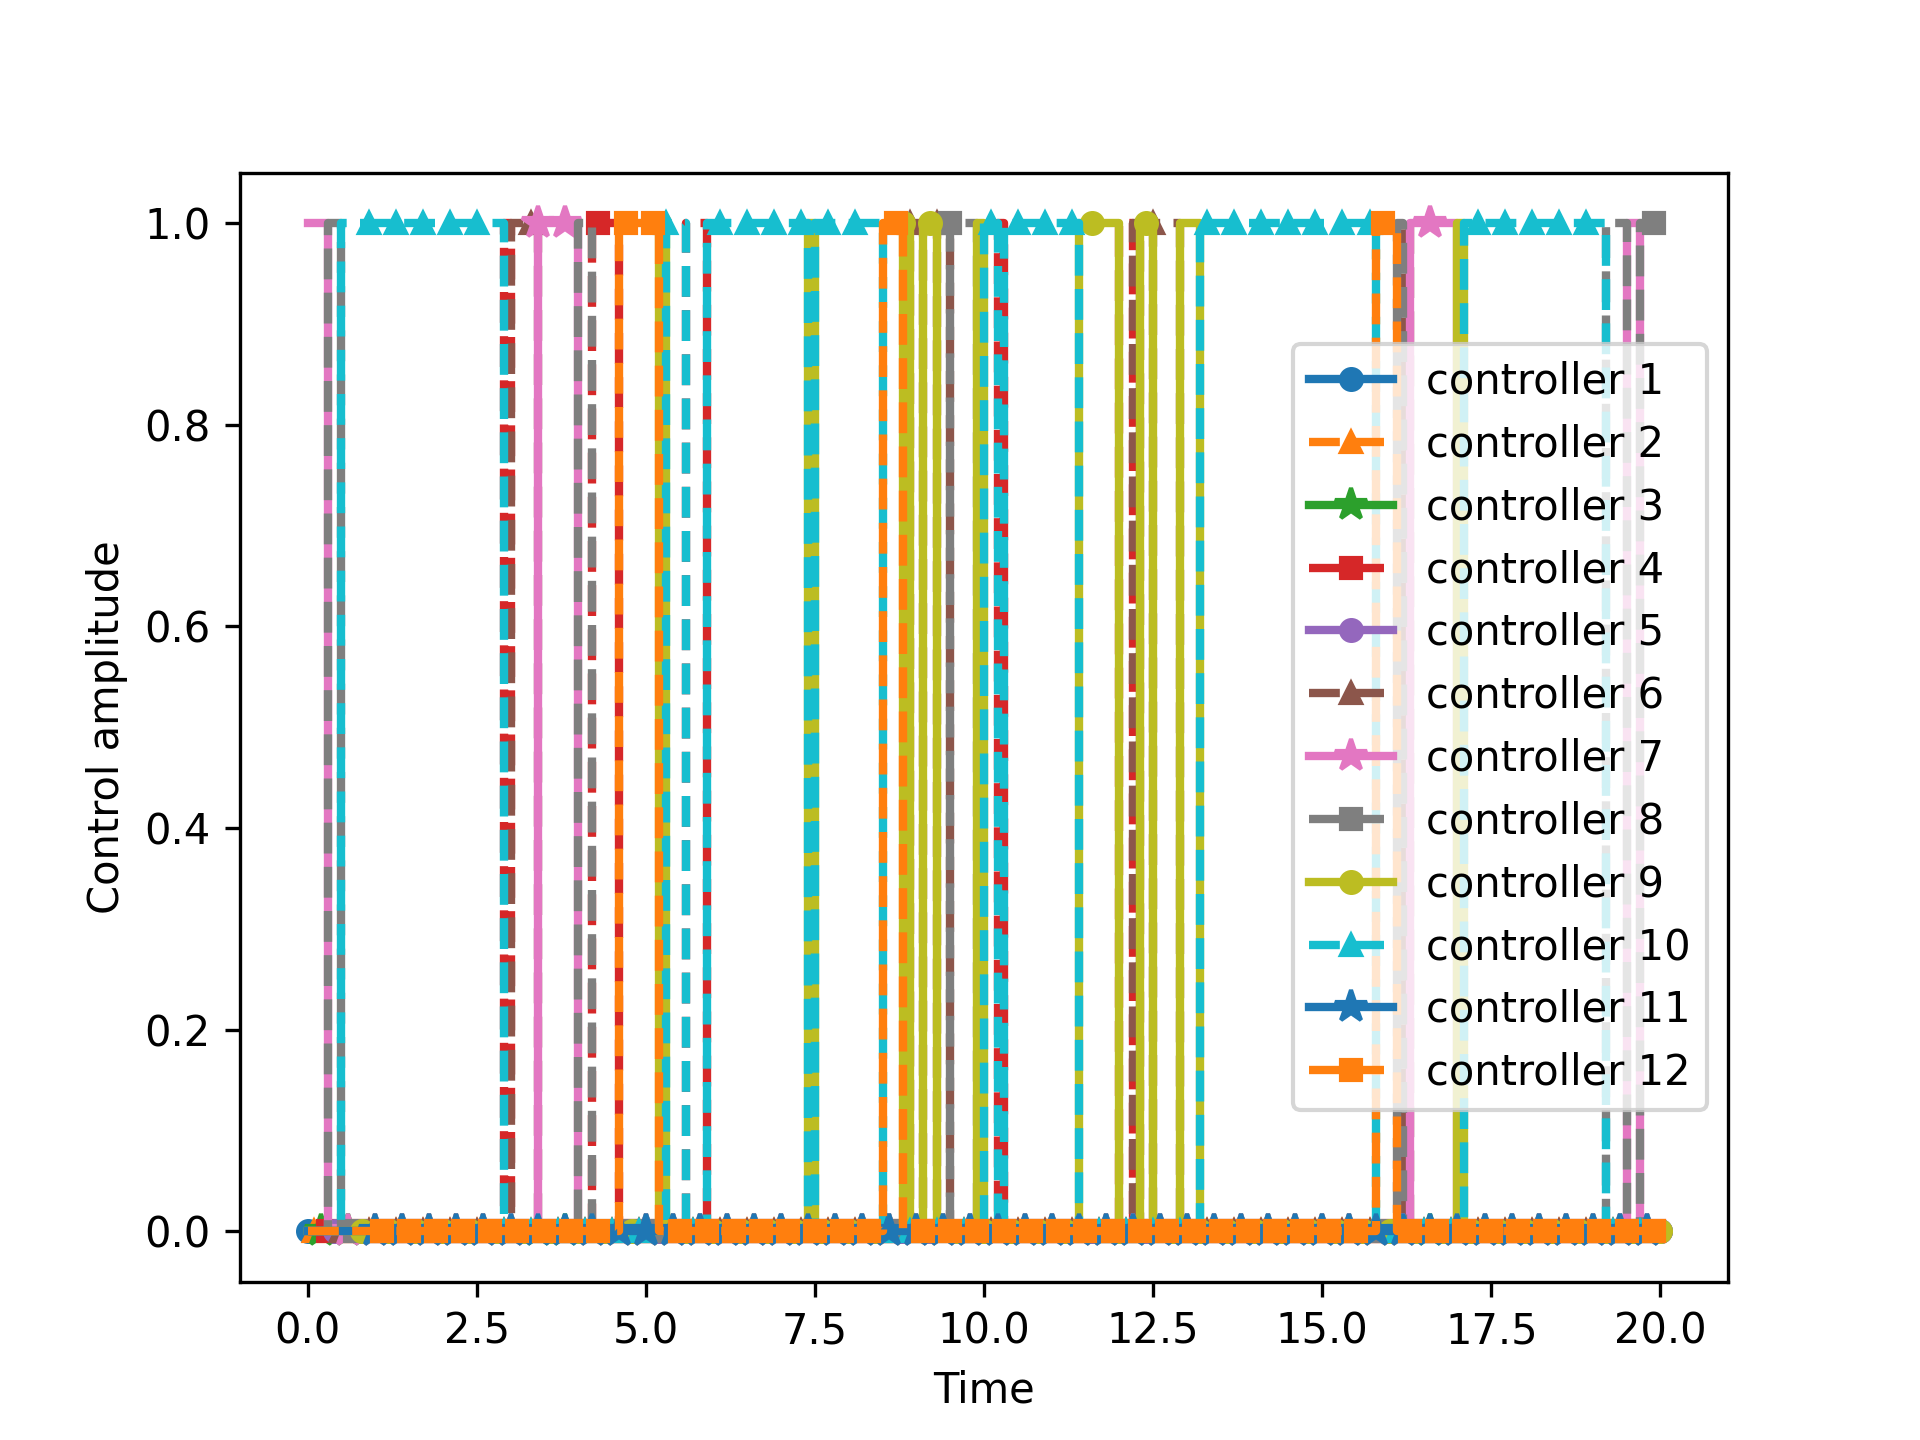 1.0
0.8
0.6
0.4
0.2
0.0
Control amplitude
0.0 2.5 5.0 7.5 10.0 12.5 15.0 17.5 20.0
Time
controller 1
controller 2
controller 3
controller 4
controller 5
controller 6
controller 7
controller 8
controller 9
controller 10
controller 11
controller 12